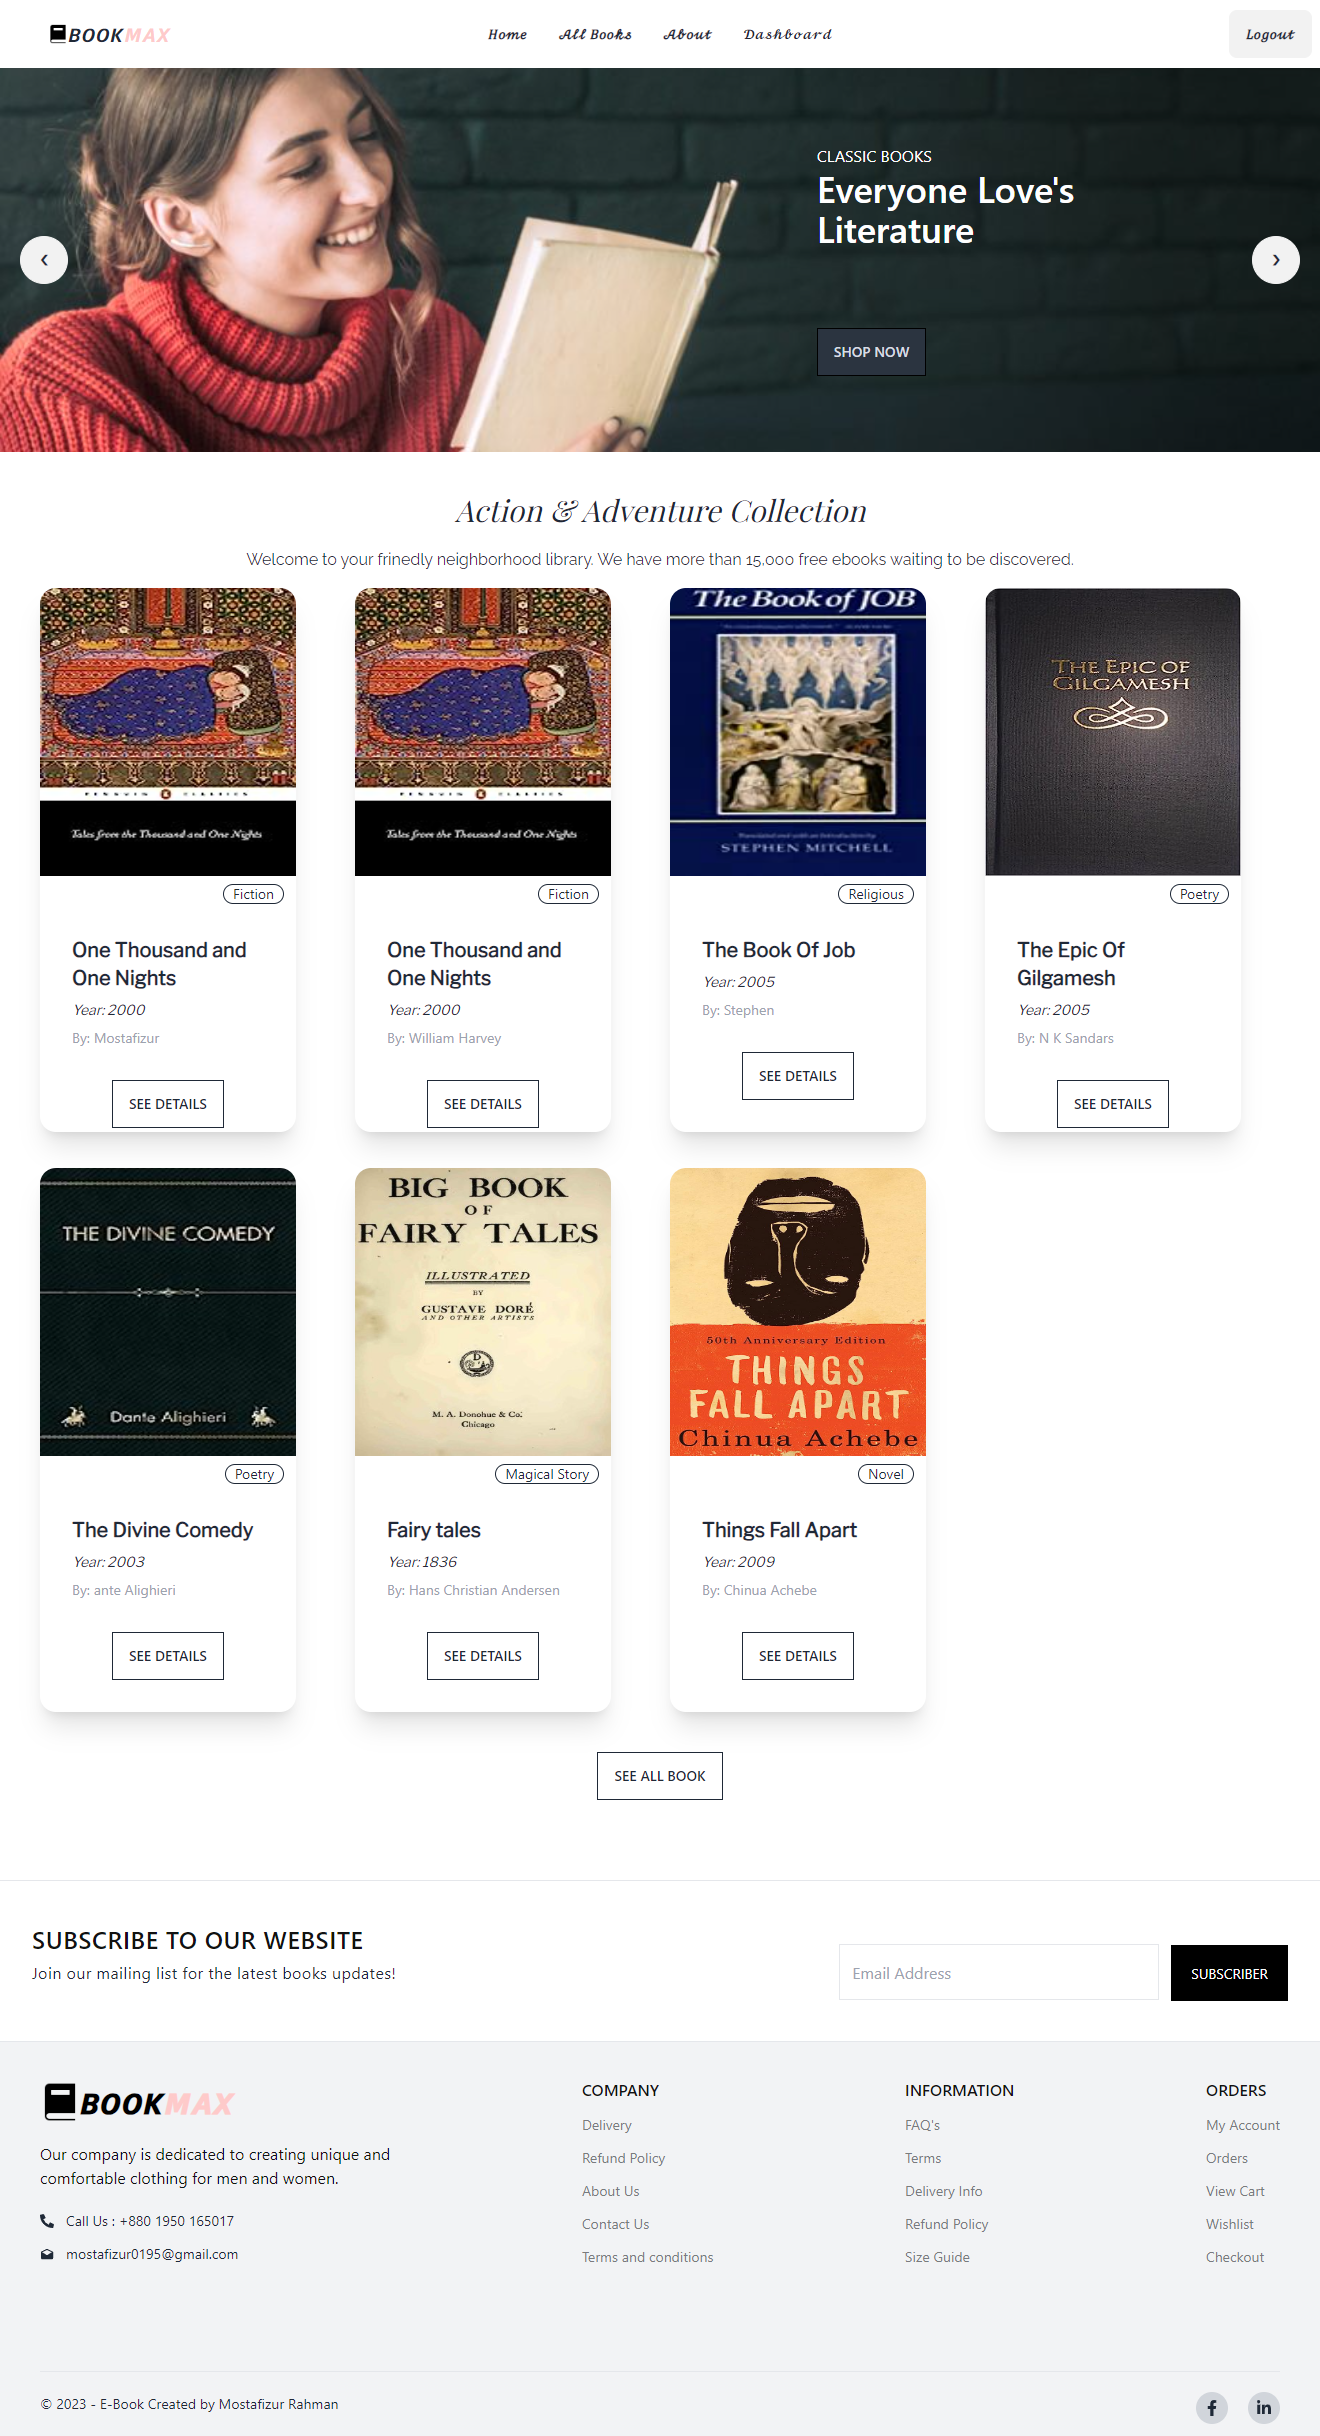 BOOKMAX
Home All Books About Dashboard
Logout
CLASSIC BOOKS
Everyone Love's
Literature
❮
❯
SHOP NOW
Action & Adventure Collection
Welcome to your frinedly neighborhood library. We have more than 15,000 free ebooks waiting to be discovered.
PENGUIN CLASSICS
Tales from the Thousand and One Nights
Fiction
One Thousand and
One Nights
Year: 2000
By: Mostafizur
SEE DETAILS
PENGUIN CLASSICS
Tales from the Thousand and One Nights
Fiction
One Thousand and
One Nights
Year: 2000
By: William Harvey
SEE DETAILS
The Book of JOB
Translated and with an Introduction by
STEPHEN MITCHELL
Religious
The Book Of Job
Year: 2005
By: Stephen
SEE DETAILS
THE EPIC OF
GILGAMESH
Poetry
The Epic Of
Gilgamesh
Year: 2005
By: N K Sandars
SEE DETAILS
THE DIVINE COMEDY
Dante Alighieri
Poetry
The Divine Comedy
Year: 2003
By: ante Alighieri
SEE DETAILS
BIG BOOK
OF
FAIRY TALES
ILLUSTRATED
BY
GUSTAVE DORÉ
AND OTHER ARTISTS
D
M. A. Donohue & Co.
Chicago
Magical Story
Fairy tales
Year: 1836
By: Hans Christian Andersen
SEE DETAILS
50th Anniversary Edition
THINGS
FALL APART
Chinua Achebe
Novel
Things Fall Apart
Year: 2009
By: Chinua Achebe
SEE DETAILS
SEE ALL BOOK
SUBSCRIBE TO OUR WEBSITE
Join our mailing list for the latest books updates!
Email Address
SUBSCRIBER
BOOKMAX
Our company is dedicated to creating unique and
comfortable clothing for men and women.
Call Us : +880 1950 165017
mostafizur0195@gmail.com
COMPANY
Delivery
Refund Policy
About Us
Contact Us
Terms and conditions
INFORMATION
FAQ's
Terms
Delivery Info
Refund Policy
Size Guide
ORDERS
My Account
Orders
View Cart
Wishlist
Checkout
© 2023 - E-Book Created by Mostafizur Rahman
f
in